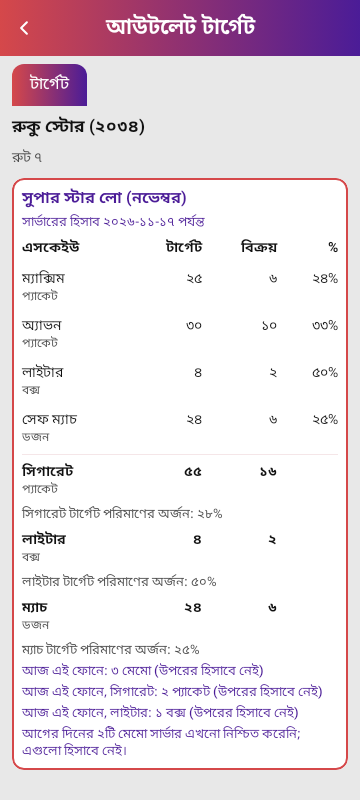 আউটলেট টার্গেট
টার্গেট
রুকু স্টোর (২০৩৪)
রুট ৭
সুপার স্টার লো (নভেম্বর)
সার্ভারের হিসাব ২০২৬-১১-১৭ পর্যন্ত
এসকেইউ টার্গেট বিক্রয় %
ম্যাক্সিম ২৫ ৬ ২৪%
প্যাকেট
অ্যাভন ৩০ ১০ ৩৩%
প্যাকেট
লাইটার ৪ ২ ৫০%
বক্স
সেফ ম্যাচ ২৪ ৬ ২৫%
ডজন
সিগারেট ৫৫ ১৬
প্যাকেট
সিগারেট টার্গেট পরিমাণের অর্জন: ২৮%
লাইটার ৪ ২
বক্স
লাইটার টার্গেট পরিমাণের অর্জন: ৫০%
ম্যাচ ২৪ ৬
ডজন
ম্যাচ টার্গেট পরিমাণের অর্জন: ২৫%
আজ এই ফোনে: ৩ মেমো (উপরের হিসাবে নেই)
আজ এই ফোনে, সিগারেট: ২ প্যাকেট (উপরের হিসাবে নেই)
আজ এই ফোনে, লাইটার: ১ বক্স (উপরের হিসাবে নেই)
আগের দিনের ২টি মেমো সার্ভার এখনো নিশ্চিত করেনি;
এগুলো হিসাবে নেই।